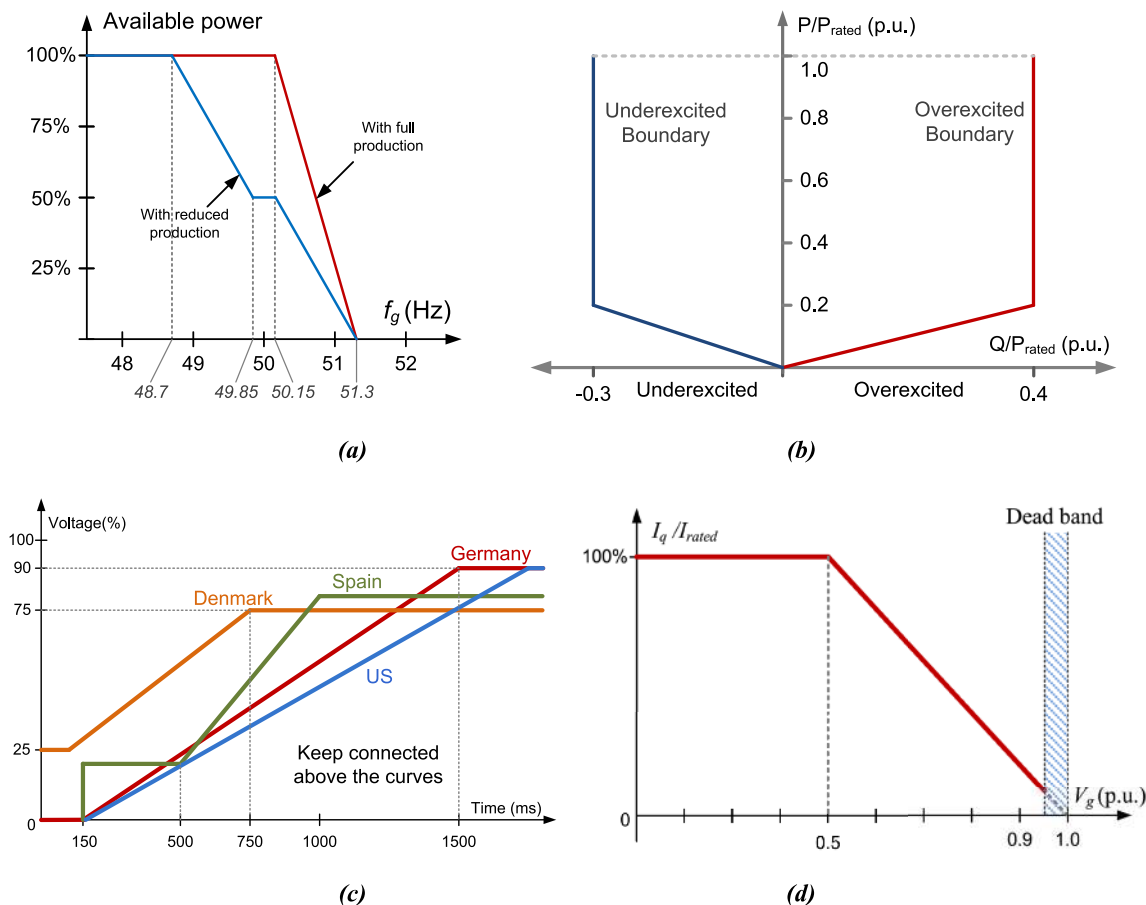 Available power
100%
75%
50%
25%
With full
production
With reduced
production
f_g (Hz)
48 49 50 51 52
48.7 49.85 50.15 51.3
(a)
P/P_rated (p.u.)
1.0
0.8
0.6
0.4
0.2
Underexcited
Boundary
Overexcited
Boundary
Q/P_rated (p.u.)
-0.3 Underexcited Overexcited 0.4
(b)
Voltage(%)
100
90
75
25
0
Germany
Spain
Denmark
US
Keep connected
above the curves
Time (ms)
150 500 750 1000 1500
(c)
I_q /I_rated
Dead band
100%
V_g (p.u.)
0
0.5 0.9 1.0
(d)